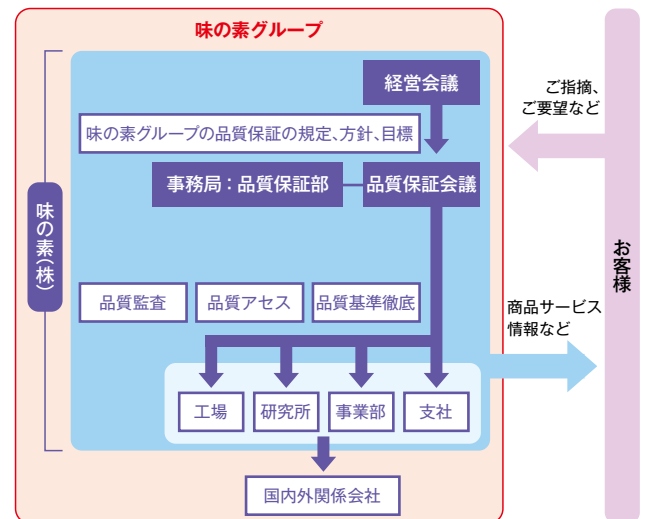 味の素グループ
経営会議
ご指摘、
ご要望など
味の素グループの品質保証の規定、方針、目標
事務局：品質保証部
品質保証会議
味の素（株）
お客様
品質監査
品質アセス
品質基準徹底
商品サービス
情報など
工場
研究所
事業部
支社
国内外関係会社